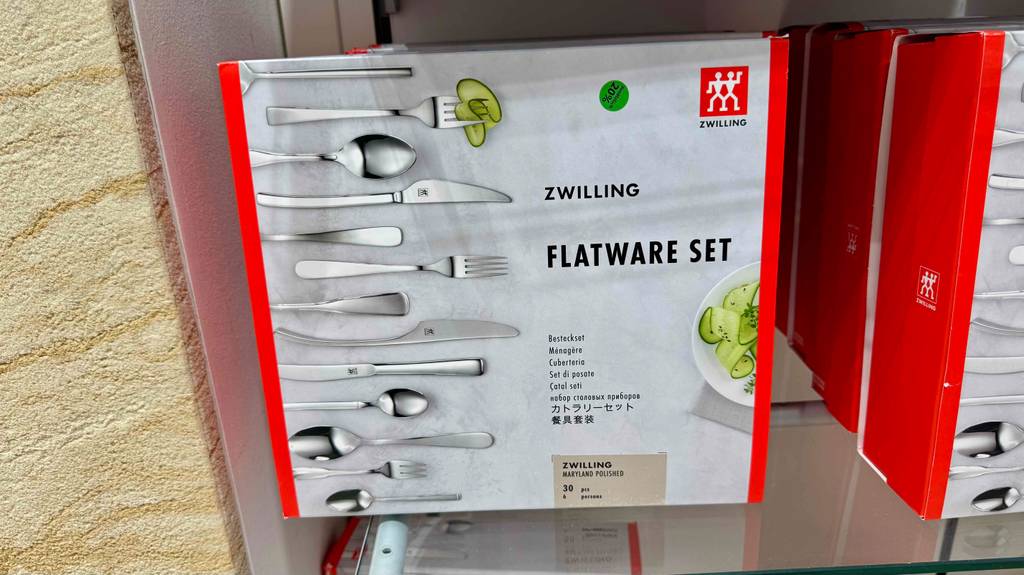 20%
ZWILLING
ZWILLING
FLATWARE SET
Besteckset
Ménagère
Cubertería
Set di posate
Çatal seti
набор столовых приборов
カトラリーセット
餐具套装
ZWILLING
MARYLAND POLISHED
30 pcs
6 persons
ZWILLING